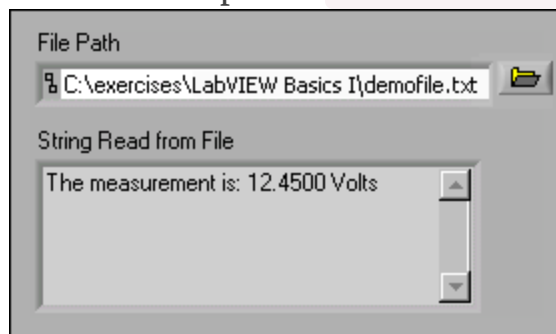 File Path
C:\exercises\LabVIEW Basics I\demofile.txt
String Read from File
The measurement is: 12.4500 Volts